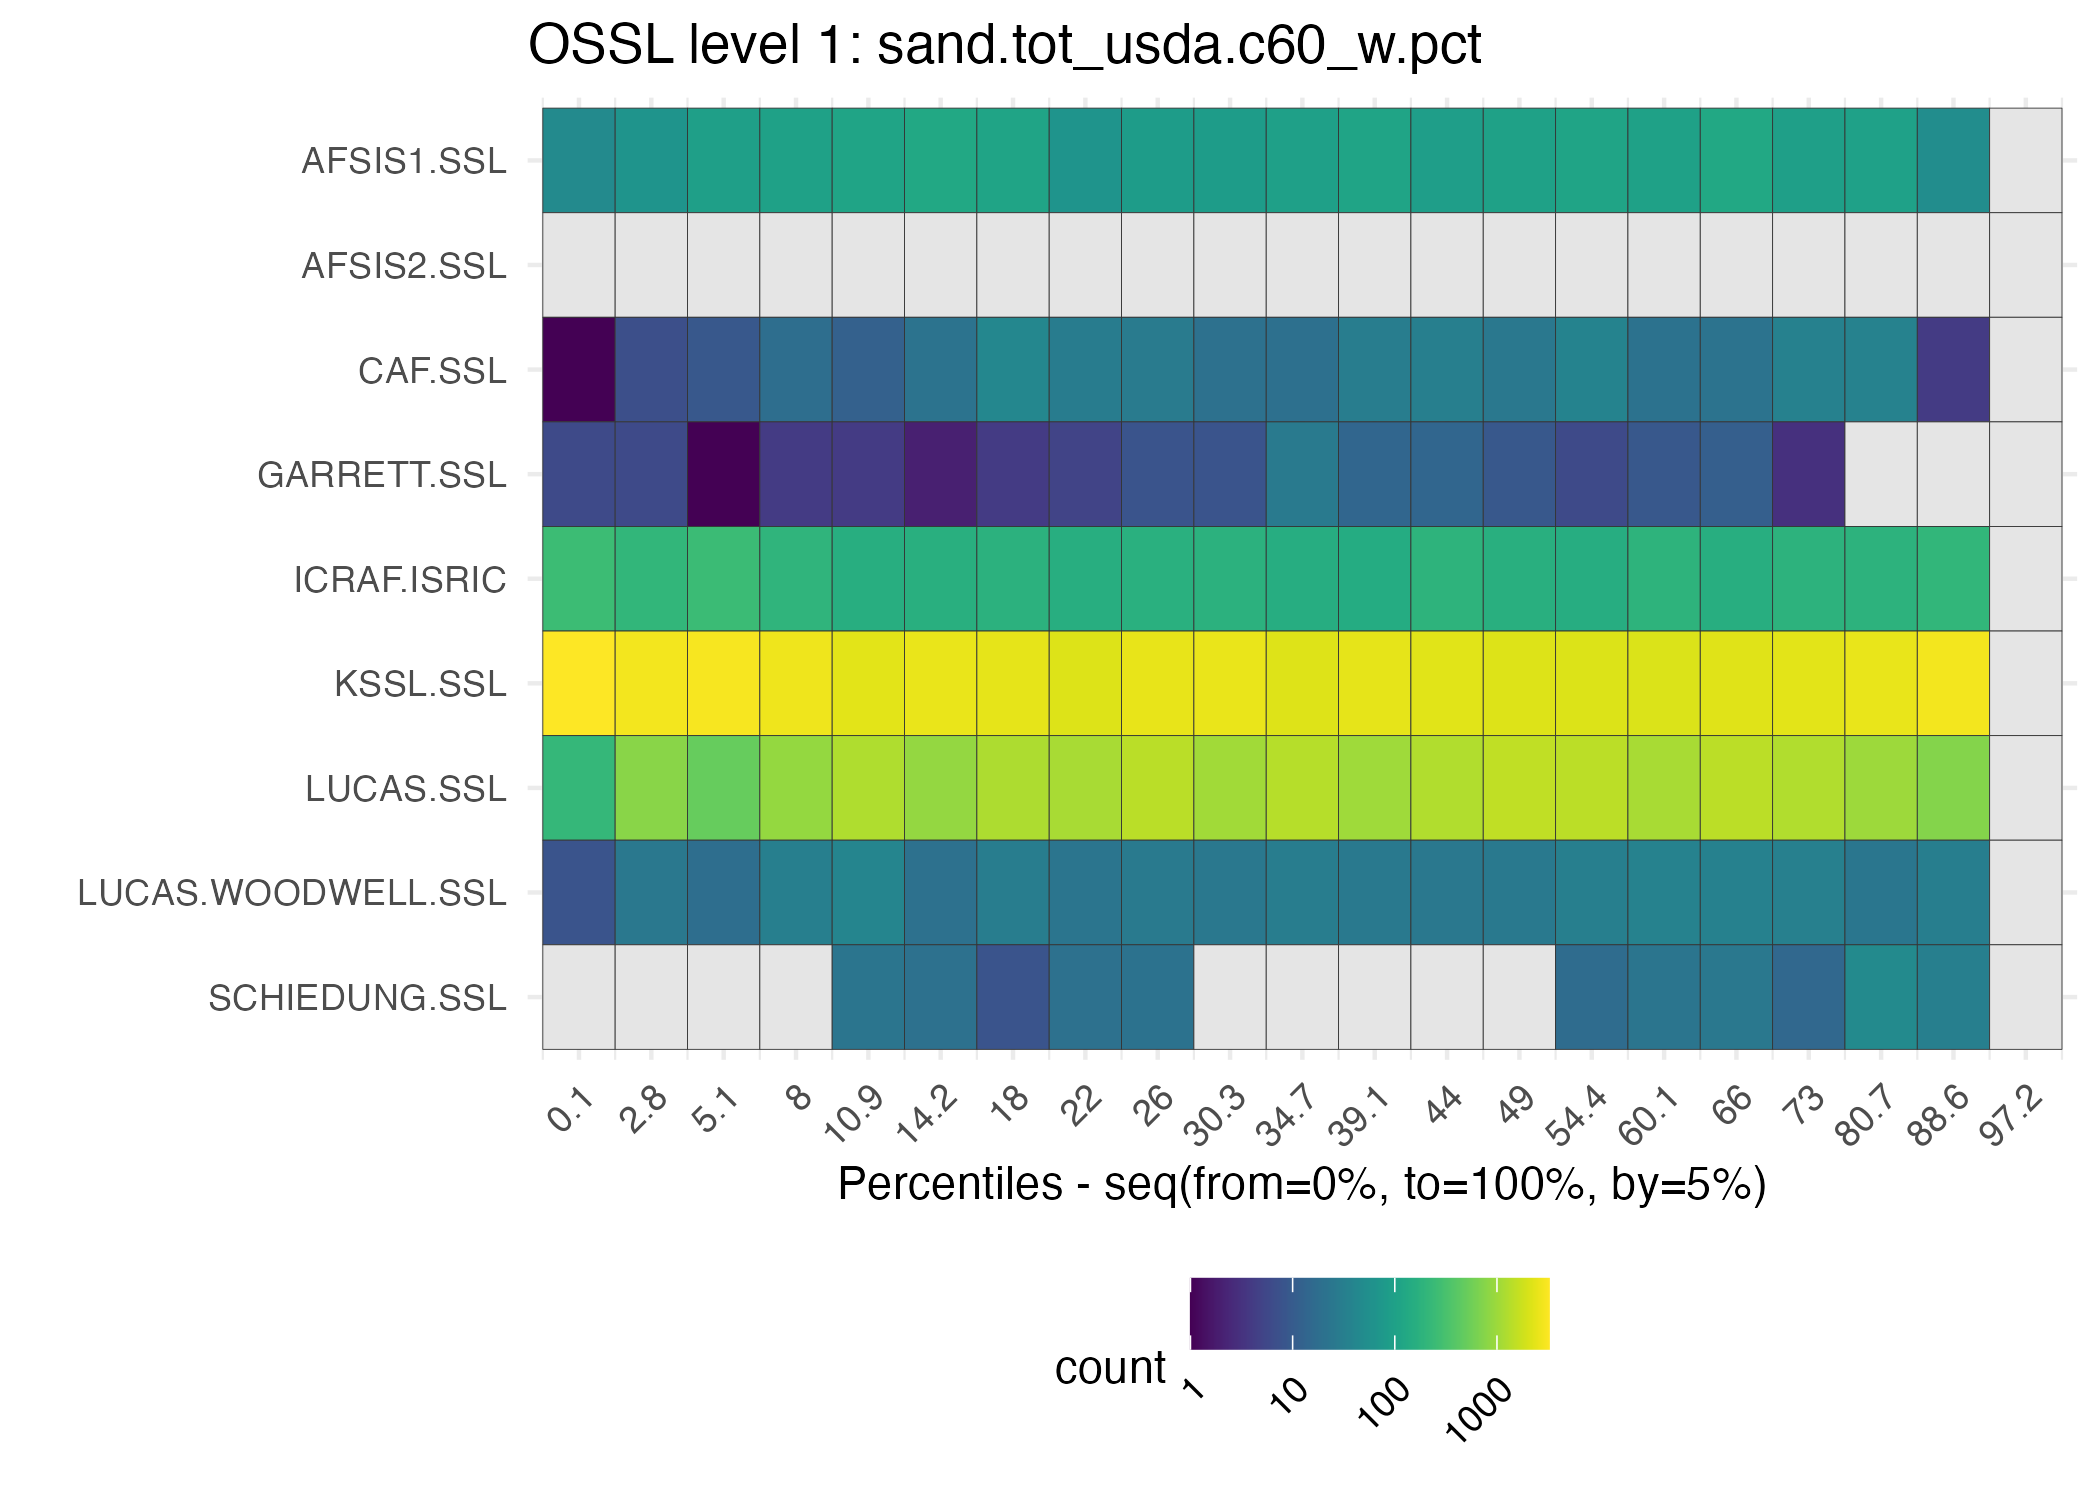 OSSL level 1: sand.tot_usda.c60_w.pct
AFSIS1.SSL
AFSIS2.SSL
CAF.SSL
GARRETT.SSL
ICRAF.ISRIC
KSSL.SSL
LUCAS.SSL
LUCAS.WOODWELL.SSL
SCHIEDUNG.SSL
0.1 2.8 5.1 8 10.9 14.2 18 22 26 30.3 34.7 39.1 44 49 54.4 60.1 66 73 80.7 88.6 97.2
Percentiles - seq(from=0%, to=100%, by=5%)
count
1 10 100 1000